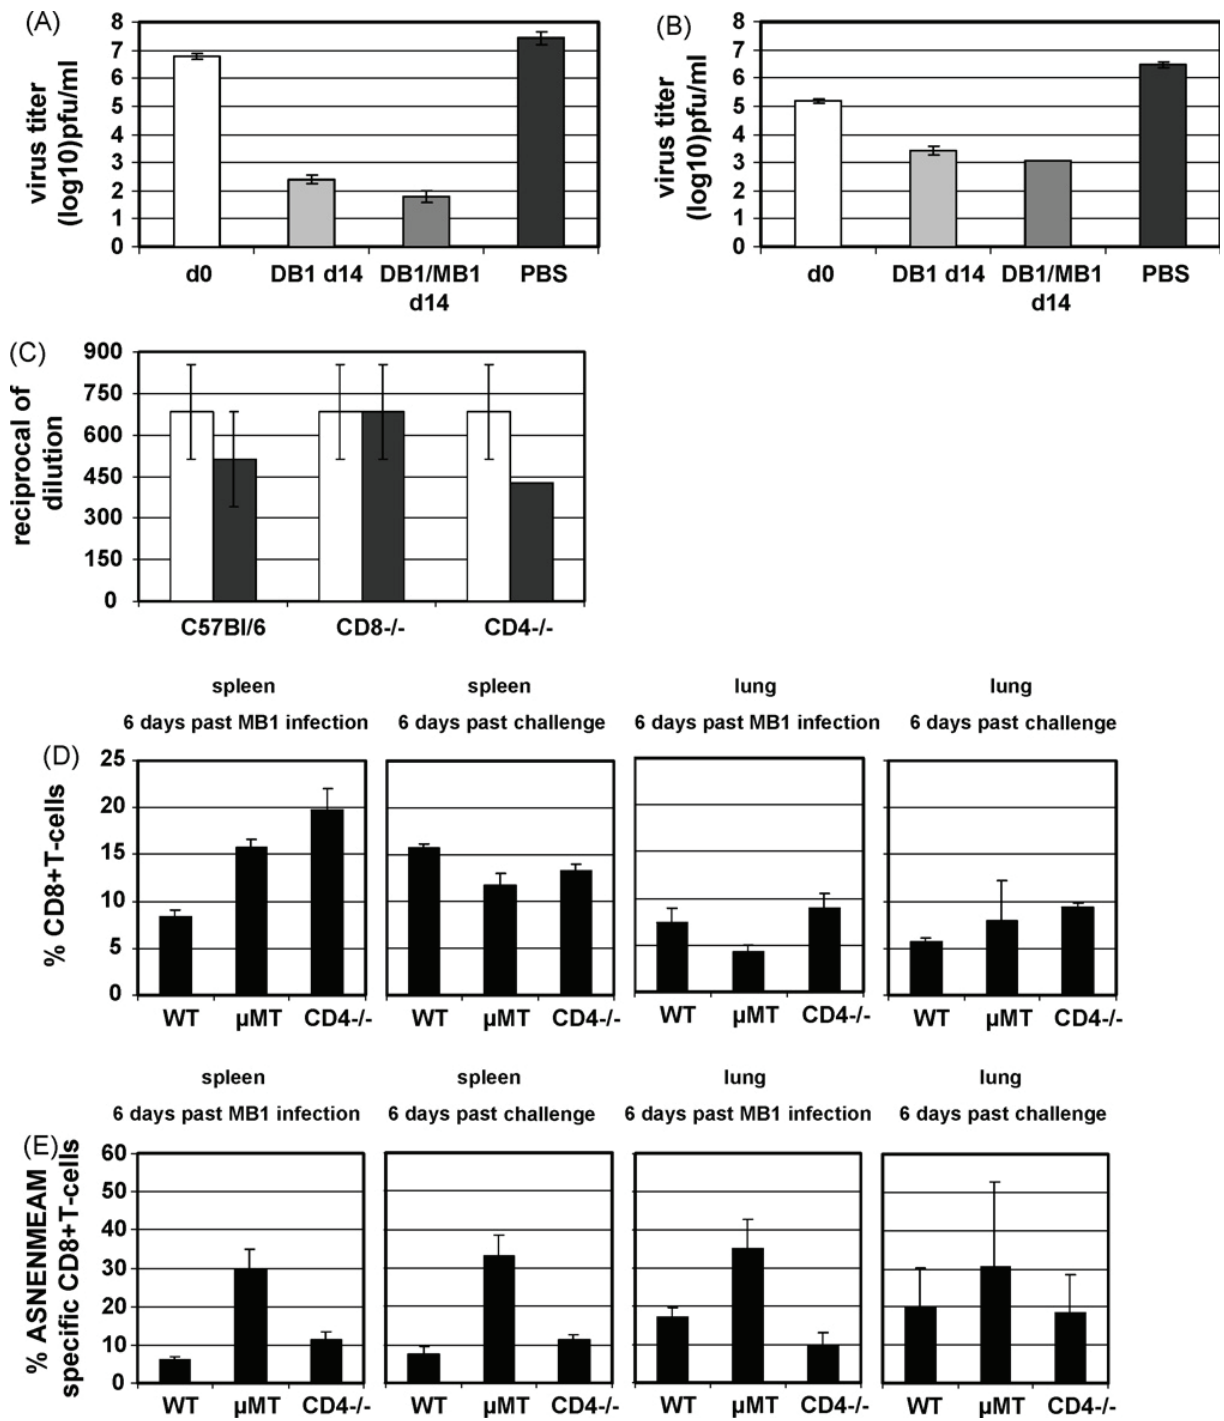 (A)
virus titer
(log10)pfu/ml
8
7
6
5
4
3
2
1
0
d0 DB1 d14 DB1/MB1 PBS
d14
(B)
virus titer
(log10)pfu/ml
8
7
6
5
4
3
2
1
0
d0 DB1 d14 DB1/MB1 PBS
d14
(C)
reciprocal of
dilution
900
750
600
450
300
150
0
C57Bl/6 CD8-/- CD4-/-
spleen spleen lung lung
6 days past MB1 infection 6 days past challenge 6 days past MB1 infection 6 days past challenge
(D)
% CD8+T-cells
25
20
15
10
5
0
WT µMT CD4-/- WT µMT CD4-/- WT µMT CD4-/- WT µMT CD4-/-
spleen spleen lung lung
6 days past MB1 infection 6 days past challenge 6 days past MB1 infection 6 days past challenge
(E)
% ASNENMEAM
specific CD8+T-cells
60
50
40
30
20
10
0
WT µMT CD4-/- WT µMT CD4-/- WT µMT CD4-/- WT µMT CD4-/-